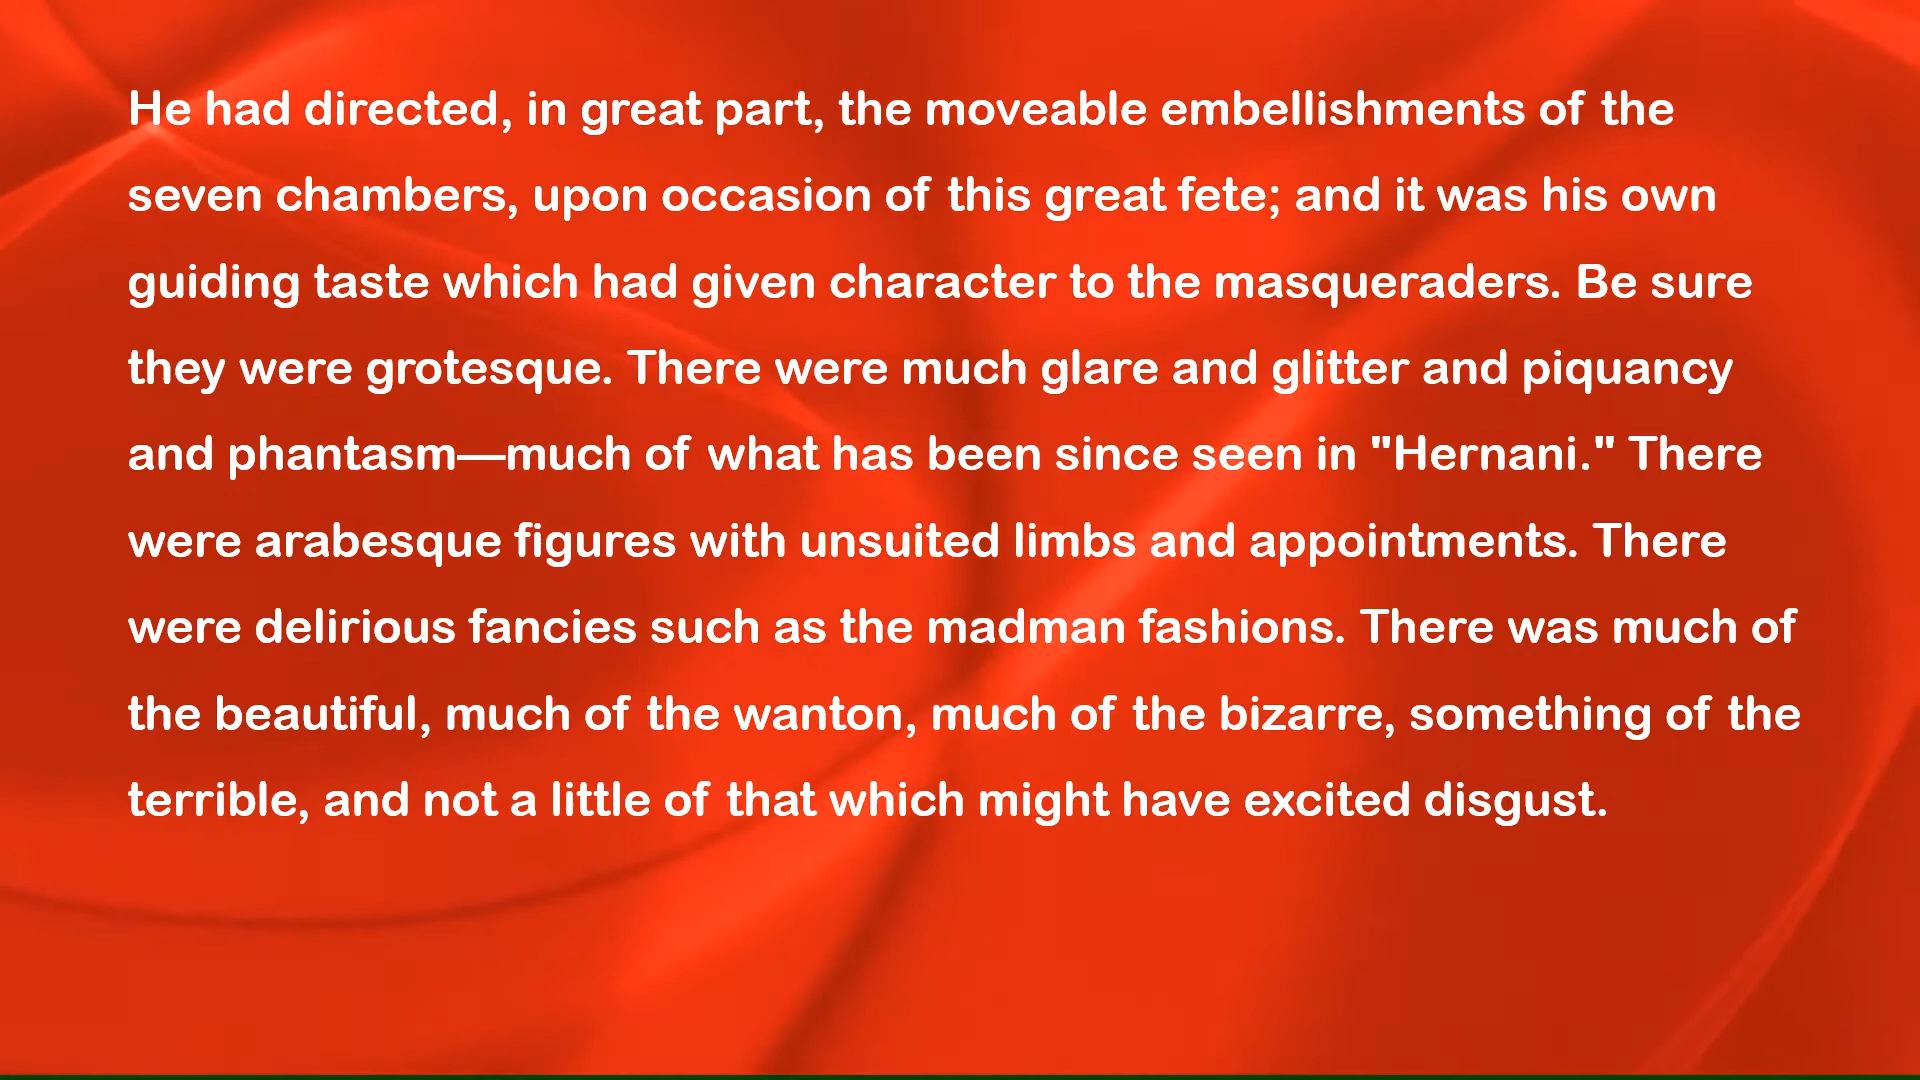 He had directed, in great part, the moveable embellishments of the
seven chambers, upon occasion of this great fete; and it was his own
guiding taste which had given character to the masqueraders. Be sure
they were grotesque. There were much glare and glitter and piquancy
and phantasm—much of what has been since seen in "Hernani." There
were arabesque figures with unsuited limbs and appointments. There
were delirious fancies such as the madman fashions. There was much of
the beautiful, much of the wanton, much of the bizarre, something of the
terrible, and not a little of that which might have excited disgust.